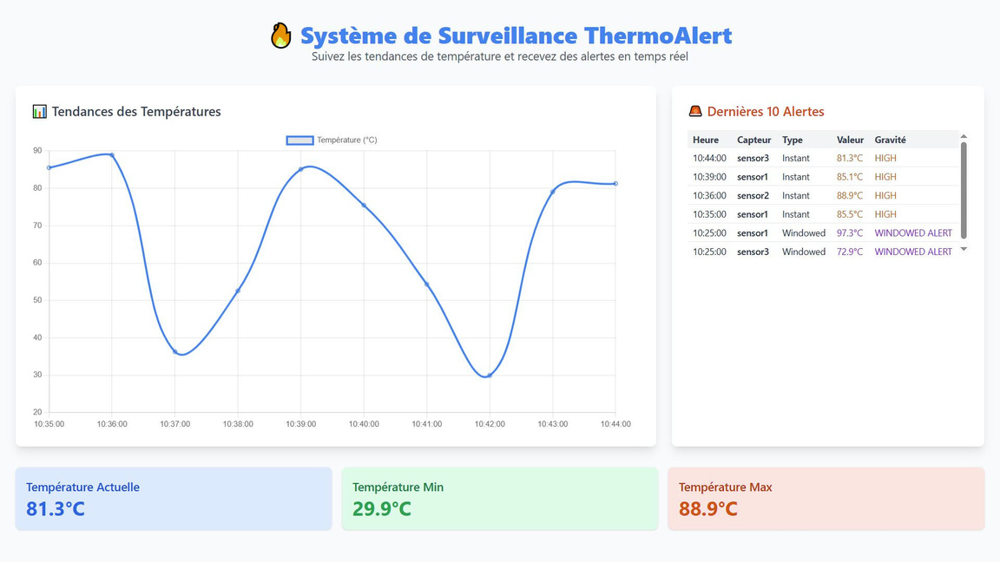 Système de Surveillance ThermoAlert
Suivez les tendances de température et recevez des alertes en temps réel
Tendances des Températures
Température (°C)
90
80
70
60
50
40
30
20
10:35:00 10:36:00 10:37:00 10:38:00 10:39:00 10:40:00 10:41:00 10:42:00 10:43:00 10:44:00
Dernières 10 Alertes
Heure Capteur Type Valeur Gravité
10:44:00 sensor3 Instant 81.3°C HIGH
10:39:00 sensor1 Instant 85.1°C HIGH
10:36:00 sensor2 Instant 88.9°C HIGH
10:35:00 sensor1 Instant 85.5°C HIGH
10:25:00 sensor1 Windowed 97.3°C WINDOWED ALERT
10:25:00 sensor3 Windowed 72.9°C WINDOWED ALERT
Température Actuelle
81.3°C
Température Min
29.9°C
Température Max
88.9°C